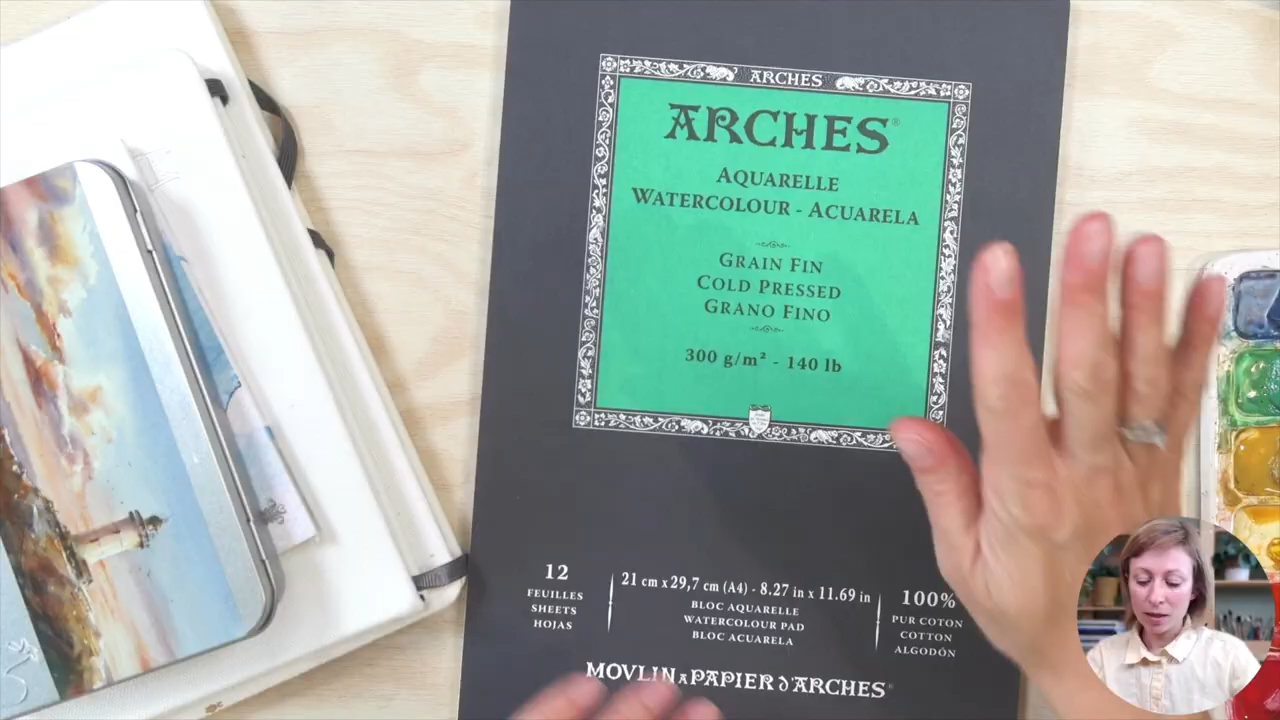 ARCHES
ARCHES®
AQUARELLE
WATERCOLOUR - ACUARELA
GRAIN FIN
COLD PRESSED
GRANO FINO
300 g/m² - 140 lb
12
FEUILLES
SHEETS
HOJAS
21 cm x 29,7 cm (A4) - 8.27 in x 11.69 in
BLOC AQUARELLE
WATERCOLOUR PAD
BLOC ACUARELA
100%
PUR COTON
COTTON
ALGODÓN
MOVLIN A PAPIER D'ARCHES®